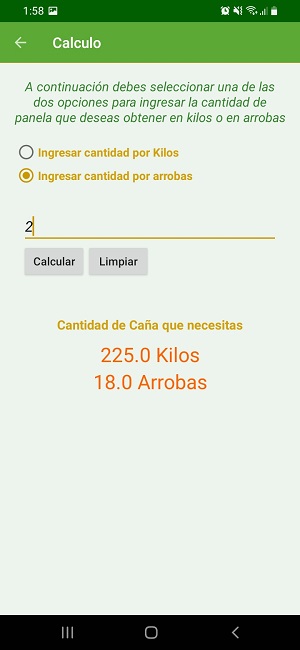 1:58
Calculo
A continuación debes seleccionar una de las
dos opciones para ingresar la cantidad de
panela que deseas obtener en kilos o en arrobas
Ingresar cantidad por Kilos
Ingresar cantidad por arrobas
2
Calcular Limpiar
Cantidad de Caña que necesitas
225.0 Kilos
18.0 Arrobas